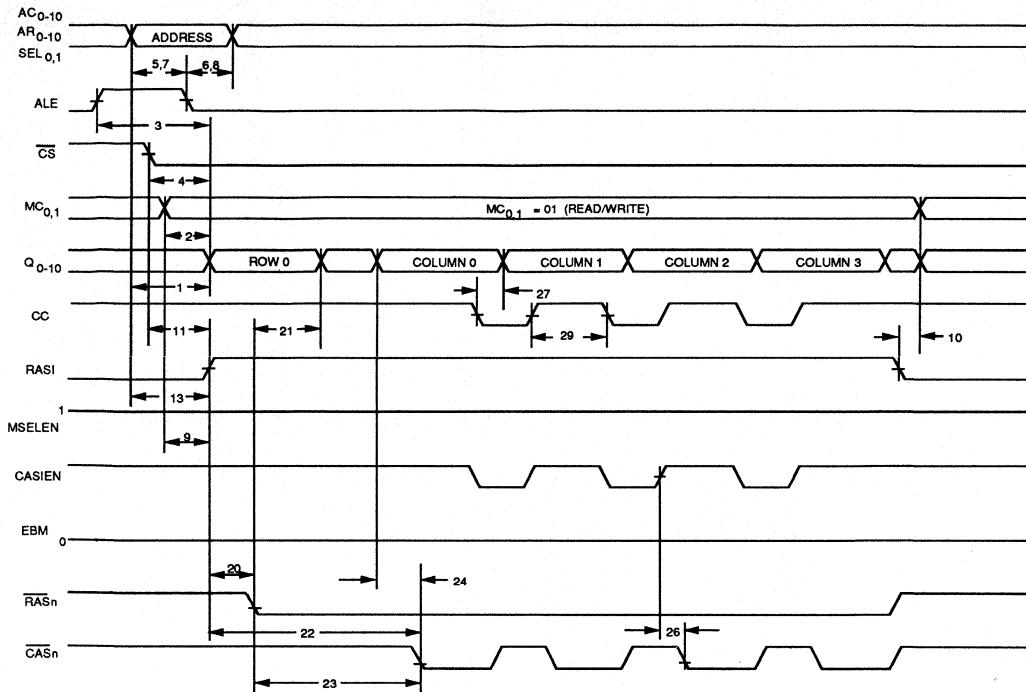 AC0-10
AR0-10
SEL0,1
ADDRESS
5,7
6,8
ALE
3
CS
4
MC0,1
MC0,1 = 01 (READ/WRITE)
2
Q0-10
ROW 0
COLUMN 0
COLUMN 1
COLUMN 2
COLUMN 3
1
27
CC
11
21
29
10
RASI
13
1
MSELEN
9
CASIEN
EBM 0
20
24
RASn
22
26
CASn
23